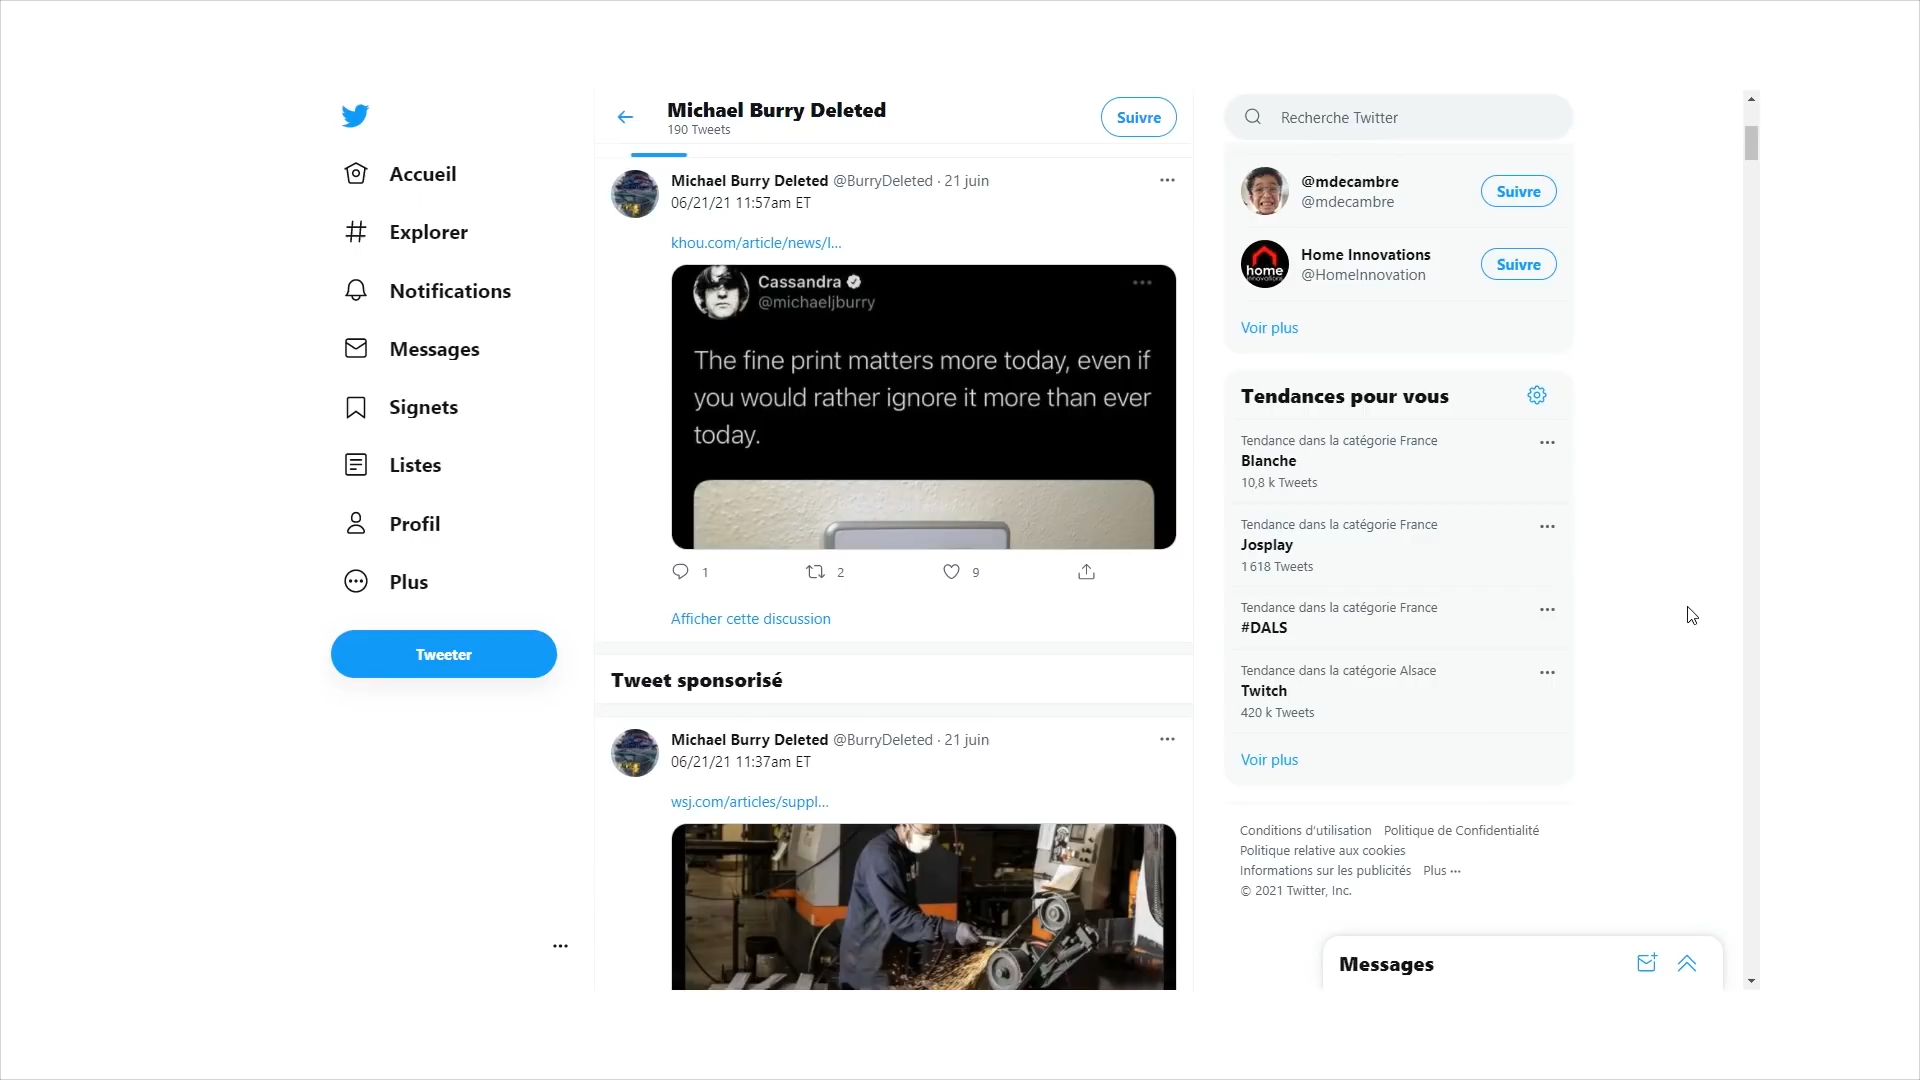 Accueil
Explorer
Notifications
Messages
Signets
Listes
Profil
Plus
Tweeter
Michael Burry Deleted
190 Tweets
Suivre
Michael Burry Deleted @BurryDeleted · 21 juin
06/21/21 11:57am ET
khou.com/article/news/l...
Cassandra
@michaeljburry
The fine print matters more today, even if
you would rather ignore it more than ever
today.
1
2
9
Afficher cette discussion
Tweet sponsorisé
Michael Burry Deleted @BurryDeleted · 21 juin
06/21/21 11:37am ET
wsj.com/articles/suppl...
Recherche Twitter
@mdecambre
@mdecambre
Suivre
home
innovations
Home Innovations
@HomeInnovation
Suivre
Voir plus
Tendances pour vous
Tendance dans la catégorie France
Blanche
10,8 k Tweets
Tendance dans la catégorie France
Josplay
1 618 Tweets
Tendance dans la catégorie France
#DALS
Tendance dans la catégorie Alsace
Twitch
420 k Tweets
Voir plus
Conditions d'utilisation Politique de Confidentialité
Politique relative aux cookies
Informations sur les publicités Plus ···
© 2021 Twitter, Inc.
Messages